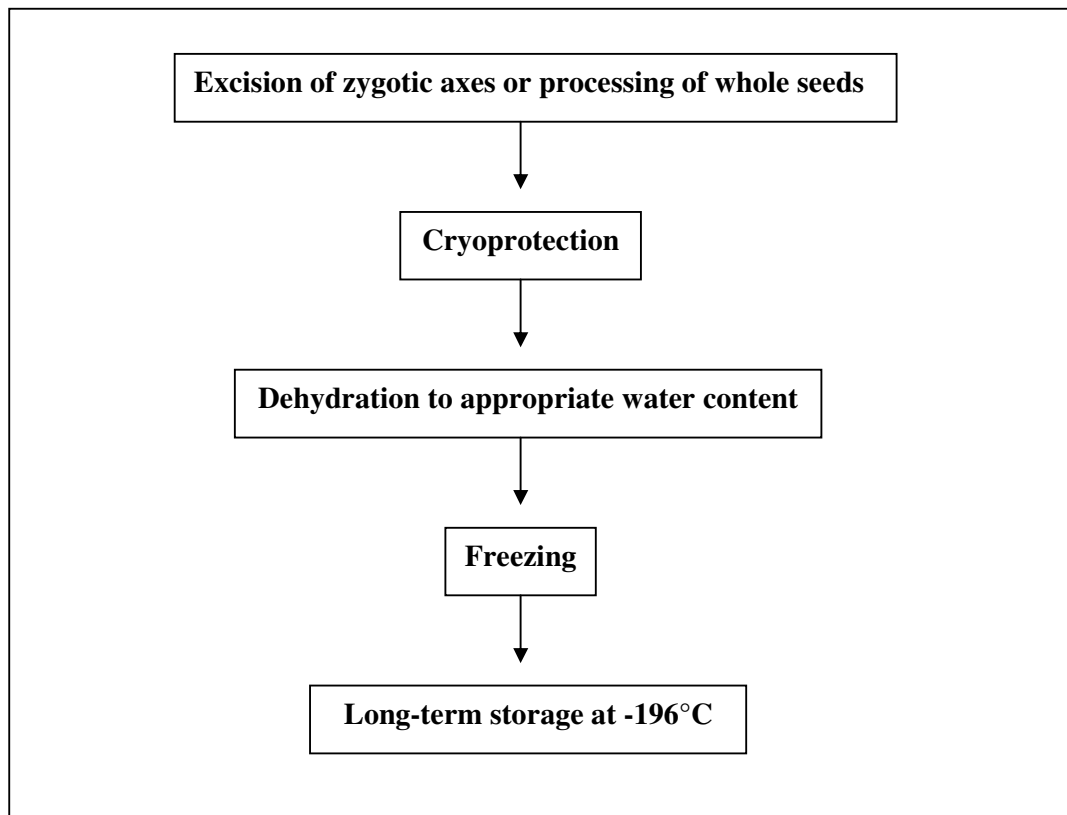 Excision of zygotic axes or processing of whole seeds
Cryoprotection
Dehydration to appropriate water content
Freezing
Long-term storage at -196°C